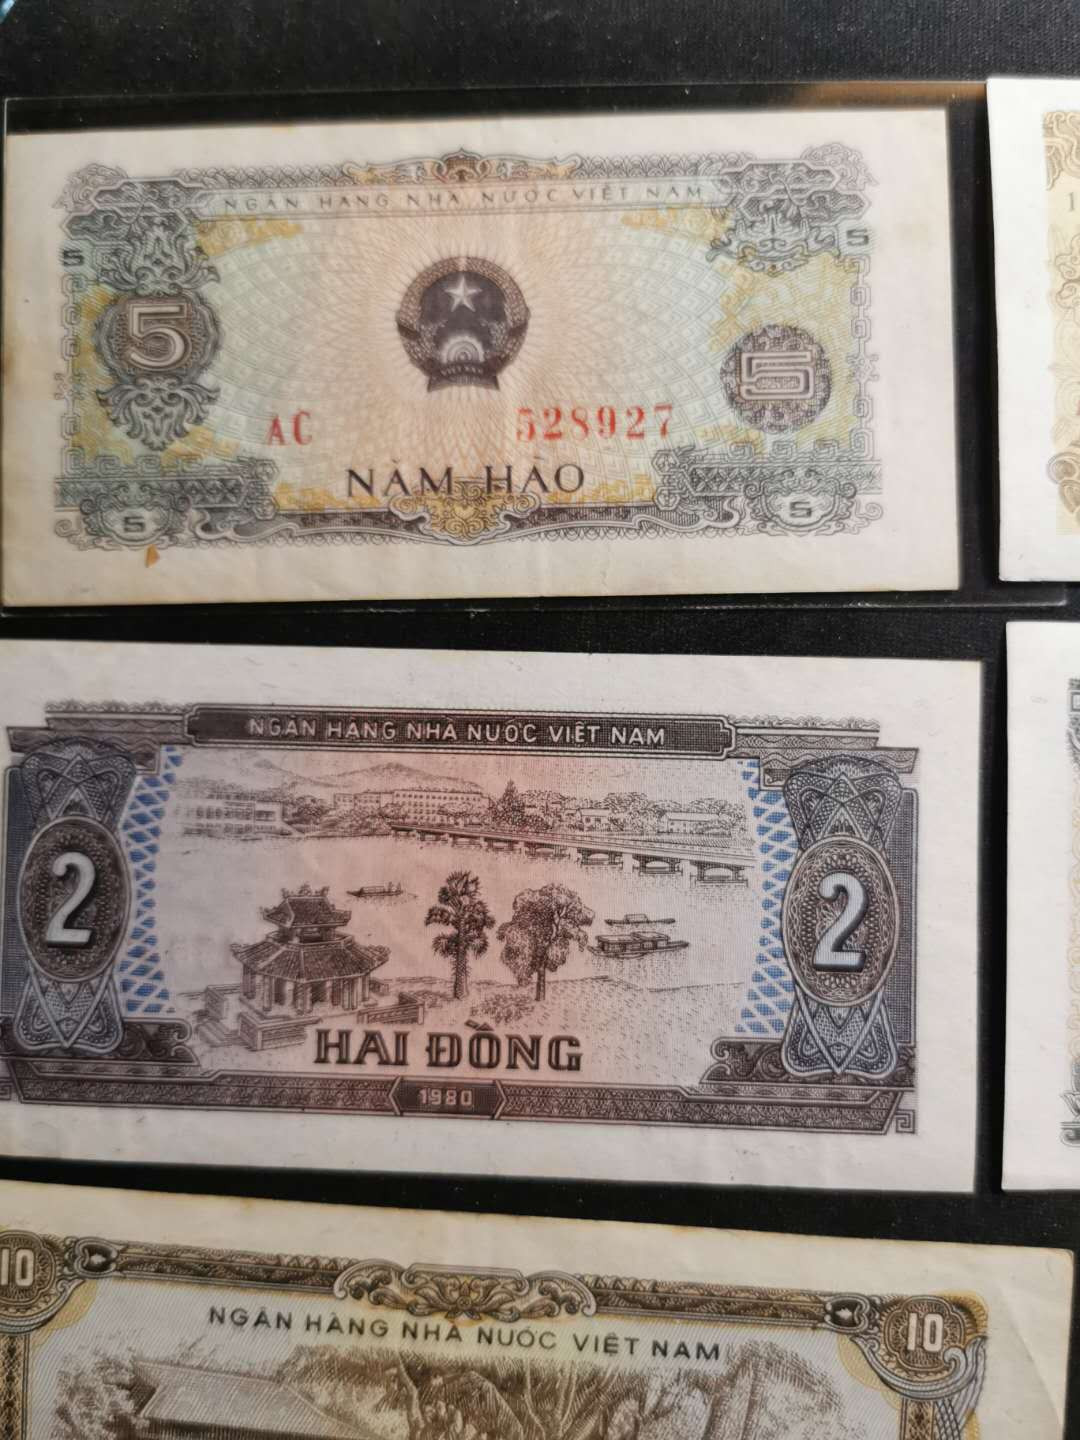 NGÂN HÀNG NHÀ NƯỚC VIỆT NAM
5 5
5 5
AC 528927
NĂM HÀO
5 5
1
NGÂN HÀNG NHÀ NƯỚC VIỆT NAM
2 2
HAI ĐỒNG
1980
10 10
NGÂN HÀNG NHÀ NƯỚC VIỆT NAM